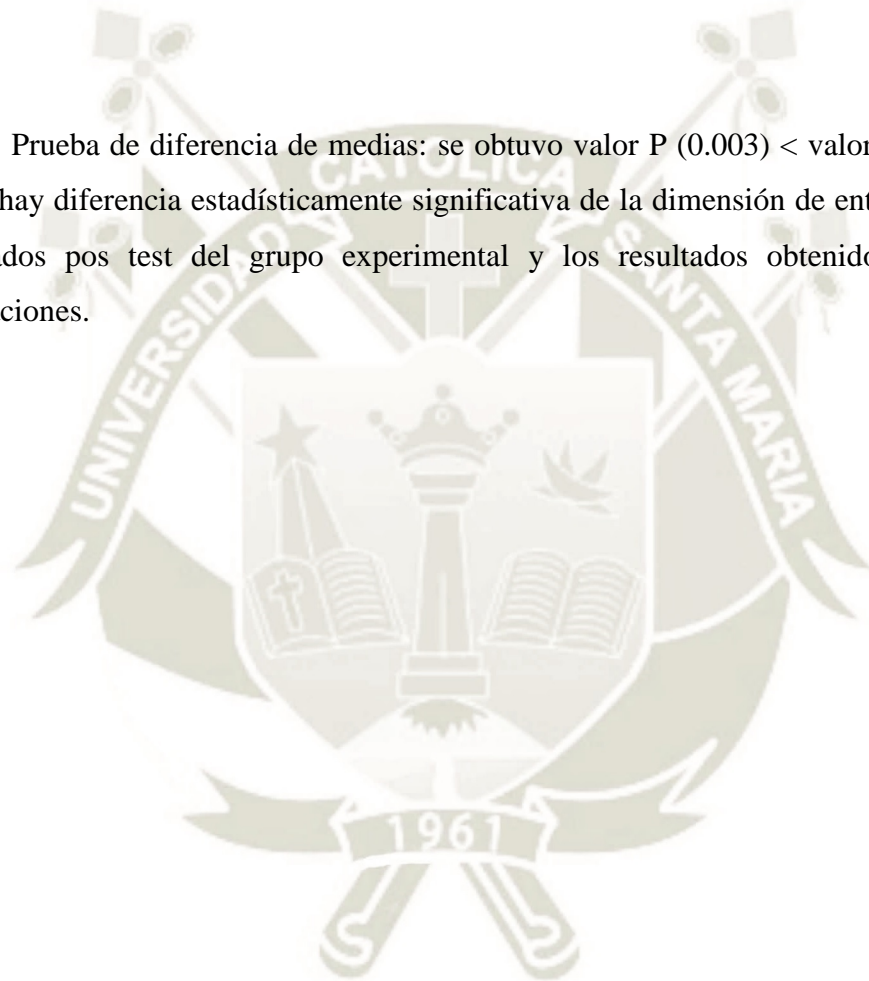 Prueba de diferencia de medias: se obtuvo valor P (0.003) < valor
hay diferencia estadísticamente significativa de la dimensión de ent
ados pos test del grupo experimental y los resultados obtenido
ciones.
UNIVERSIDAD CATOLICA SANTA MARIA
1961